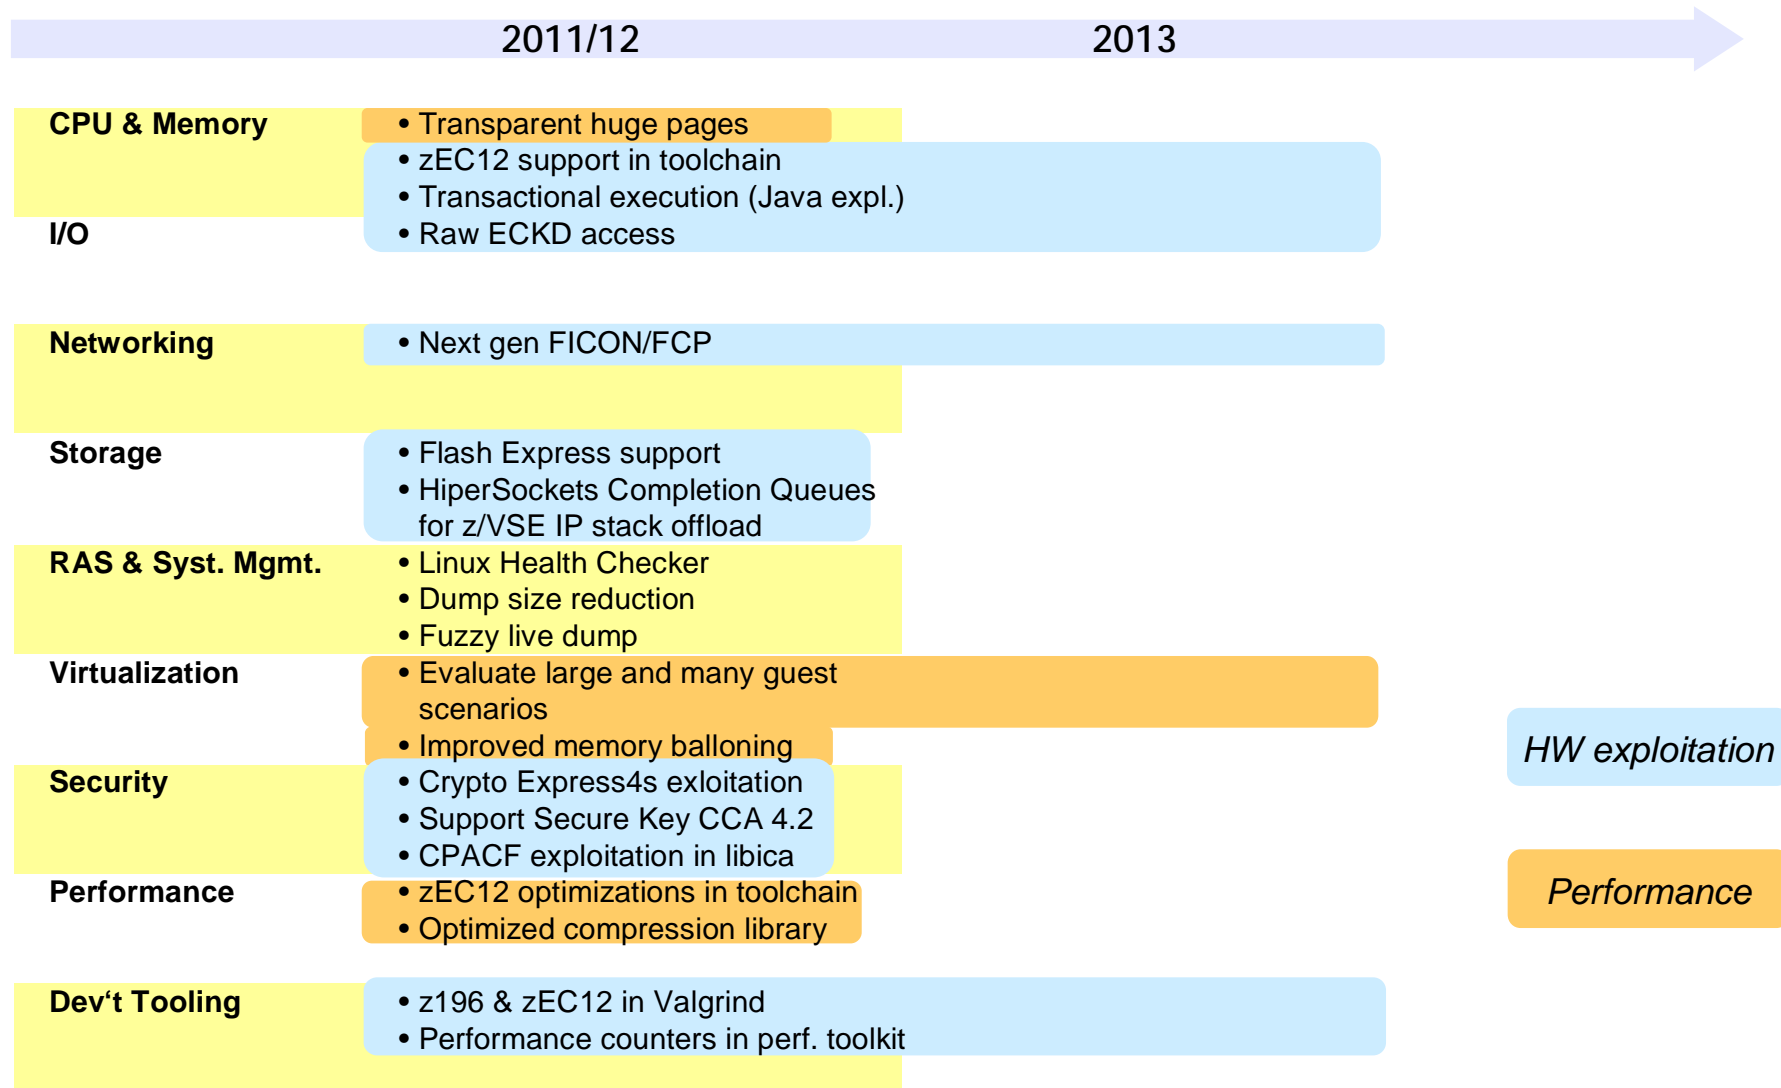 2011/12 2013
CPU & Memory • Transparent huge pages
• zEC12 support in toolchain
• Transactional execution (Java expl.)
I/O • Raw ECKD access
Networking • Next gen FICON/FCP
Storage • Flash Express support
• HiperSockets Completion Queues
for z/VSE IP stack offload
RAS & Syst. Mgmt. • Linux Health Checker
• Dump size reduction
• Fuzzy live dump
Virtualization • Evaluate large and many guest
scenarios
• Improved memory balloning
HW exploitation
Security • Crypto Express4s exloitation
• Support Secure Key CCA 4.2
• CPACF exploitation in libica
Performance • zEC12 optimizations in toolchain
Performance
• Optimized compression library
Dev‘t Tooling • z196 & zEC12 in Valgrind
• Performance counters in perf. toolkit